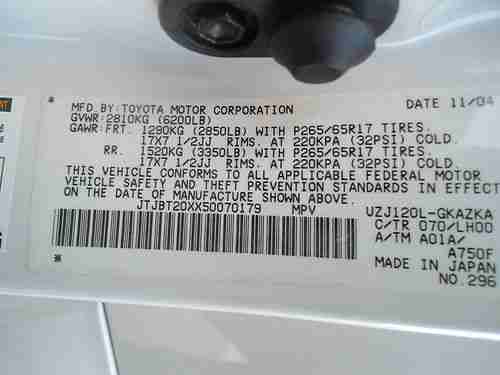 MFD.BY:TOYOTA MOTOR CORPORATION DATE 11/04
GVWR:2810KG (6200LB)
GAWR:FRT. 1290KG (2850LB) WITH P265/65R17 TIRES.
17X7 1/2JJ RIMS. AT 220KPA (32PSI) COLD.
RR. 1520KG (3350LB) WITH P265/65R17 TIRES.
17X7 1/2JJ RIMS. AT 220KPA (32PSI) COLD.
THIS VEHICLE CONFORMS TO ALL APPLICABLE FEDERAL MOTOR
VEHICLE SAFETY AND THEFT PREVENTION STANDARDS IN EFFECT
ON THE DATE OF MANUFACTURE SHOWN ABOVE.
JTJBT20XX50070179 MPV UZJ120L-GKAZKA
C/TR 070/LH00
A/TM A01A/
A750F
MADE IN JAPAN
NO.296